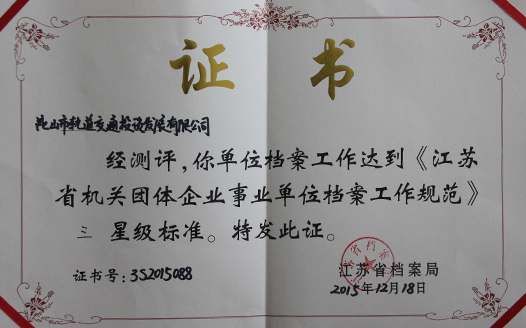 证书
昆山市轨道交通投资发展有限公司
经测评,你单位档案工作达到《江苏
省机关团体企业事业单位档案工作规范》
三 星级标准。特发此证。
证书号:3S2015088
江苏省档案局
2015年12月18日